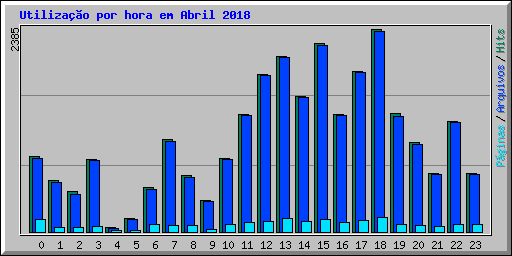 Utilização por hora em Abril 2018
2385
Páginas / Arquivos / Hits
0 1 2 3 4 5 6 7 8 9 10 11 12 13 14 15 16 17 18 19 20 21 22 23